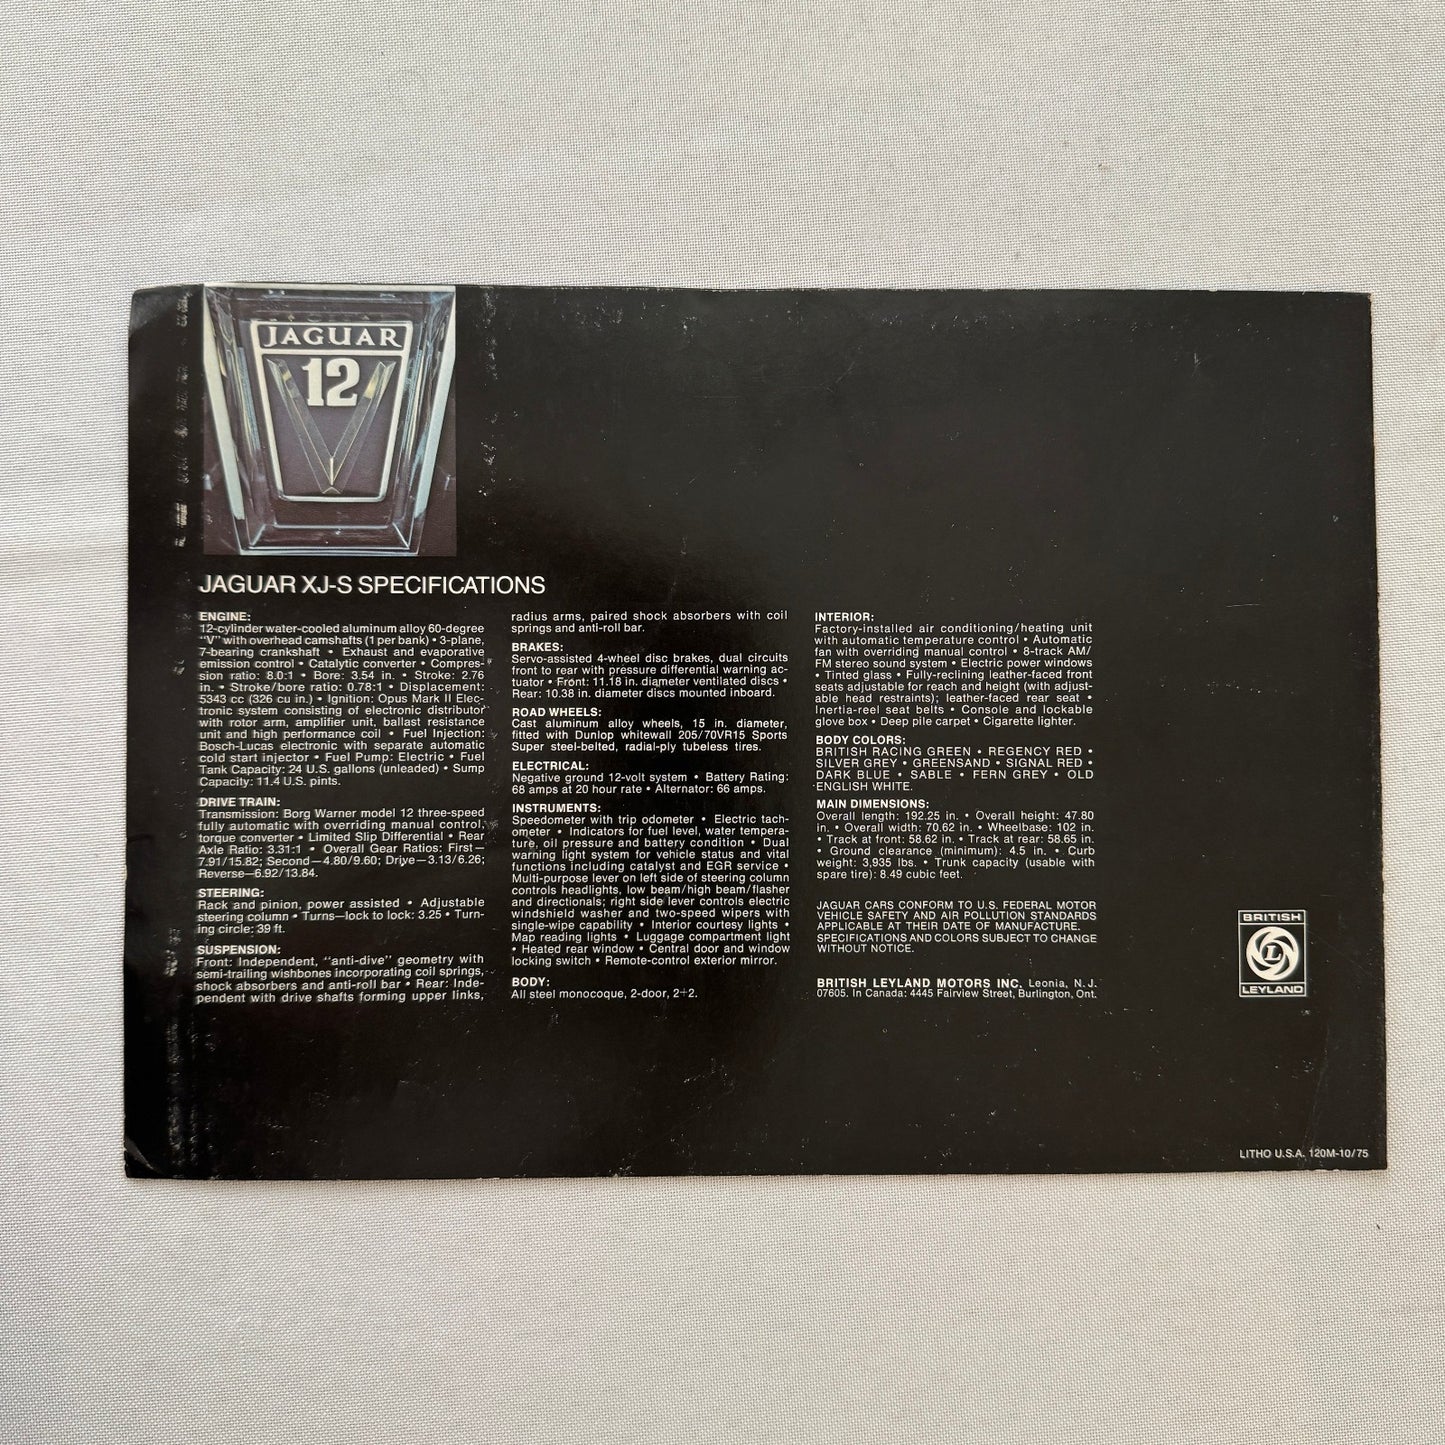 JAGUAR
12
JAGUAR XJ-S SPECIFICATIONS
ENGINE:
12-cylinder water-cooled aluminum alloy 60-degree
"V" with overhead camshafts (1 per bank) • 3-plane,
7-bearing crankshaft • Exhaust and evaporative
emission control • Catalytic converter • Compres-
sion ratio: 8.0:1 • Bore: 3.54 in. • Stroke: 2.76
in. • Stroke/bore ratio: 0.78:1 • Displacement:
5343 cc (326 cu in.) • Ignition: Opus Mark II Elec-
tronic system consisting of electronic distributor
with rotor arm, amplifier unit, ballast resistance
unit and high performance coil • Fuel Injection:
Bosch-Lucas electronic with separate automatic
cold start injector • Fuel Pump: Electric • Fuel
Tank Capacity: 24 U.S. gallons (unleaded) • Sump
Capacity: 11.4 U.S. pints.
DRIVE TRAIN:
Transmission: Borg Warner model 12 three-speed
fully automatic with overriding manual control,
torque converter • Limited Slip Differential • Rear
Axle Ratio: 3.31:1 • Overall Gear Ratios: First—
7.91/15.82; Second—4.80/9.60; Drive—3.13/6.26;
Reverse—6.92/13.84.
STEERING:
Rack and pinion, power assisted • Adjustable
steering column • Turns—lock to lock: 3.25 • Turn-
ing circle: 39 ft.
SUSPENSION:
Front: Independent, "anti-dive" geometry with
semi-trailing wishbones incorporating coil springs,
shock absorbers and anti-roll bar • Rear: Inde-
pendent with drive shafts forming upper links,
radius arms, paired shock absorbers with coil
springs and anti-roll bar.
BRAKES:
Servo-assisted 4-wheel disc brakes, dual circuits
front to rear with pressure differential warning ac-
tuator • Front: 11.18 in. diameter ventilated discs •
Rear: 10.38 in. diameter discs mounted inboard.
ROAD WHEELS:
Cast aluminum alloy wheels, 15 in. diameter,
fitted with Dunlop whitewall 205/70VR15 Sports
Super steel-belted, radial-ply tubeless tires.
ELECTRICAL:
Negative ground 12-volt system • Battery Rating:
68 amps at 20 hour rate • Alternator: 66 amps.
INSTRUMENTS:
Speedometer with trip odometer • Electric tach-
ometer • Indicators for fuel level, water tempera-
ture, oil pressure and battery condition • Dual
warning light system for vehicle status and vital
functions including catalyst and EGR service •
Multi-purpose lever on left side of steering column
controls headlights, low beam/high beam/flasher
and directionals; right side lever controls electric
windshield washer and two-speed wipers with
single-wipe capability • Interior courtesy lights •
Map reading lights • Luggage compartment light
• Heated rear window • Central door and window
locking switch • Remote-control exterior mirror.
BODY:
All steel monocoque, 2-door, 2+2.
INTERIOR:
Factory-installed air conditioning/heating unit
with automatic temperature control • Automatic
fan with overriding manual control • 8-track AM/
FM stereo sound system • Electric power windows
• Tinted glass • Fully-reclining leather-faced front
seats adjustable for reach and height (with adjust-
able head restraints); leather-faced rear seat •
Inertia-reel seat belts • Console and lockable
glove box • Deep pile carpet • Cigarette lighter.
BODY COLORS:
BRITISH RACING GREEN • REGENCY RED •
SILVER GREY • GREENSAND • SIGNAL RED •
DARK BLUE • SABLE • FERN GREY • OLD
ENGLISH WHITE.
MAIN DIMENSIONS:
Overall length: 192.25 in. • Overall height: 47.80
in. • Overall width: 70.62 in. • Wheelbase: 102 in.
• Track at front: 58.62 in. • Track at rear: 58.65 in.
• Ground clearance (minimum): 4.5 in. • Curb
weight: 3,935 lbs. • Trunk capacity (usable with
spare tire): 8.49 cubic feet.
JAGUAR CARS CONFORM TO U.S. FEDERAL MOTOR
VEHICLE SAFETY AND AIR POLLUTION STANDARDS
APPLICABLE AT THEIR DATE OF MANUFACTURE.
SPECIFICATIONS AND COLORS SUBJECT TO CHANGE
WITHOUT NOTICE.
BRITISH LEYLAND MOTORS INC. Leonia, N. J.
07605. In Canada: 4445 Fairview Street, Burlington, Ont.
BRITISH
L
LEYLAND
LITHO U.S.A. 120M-10/75